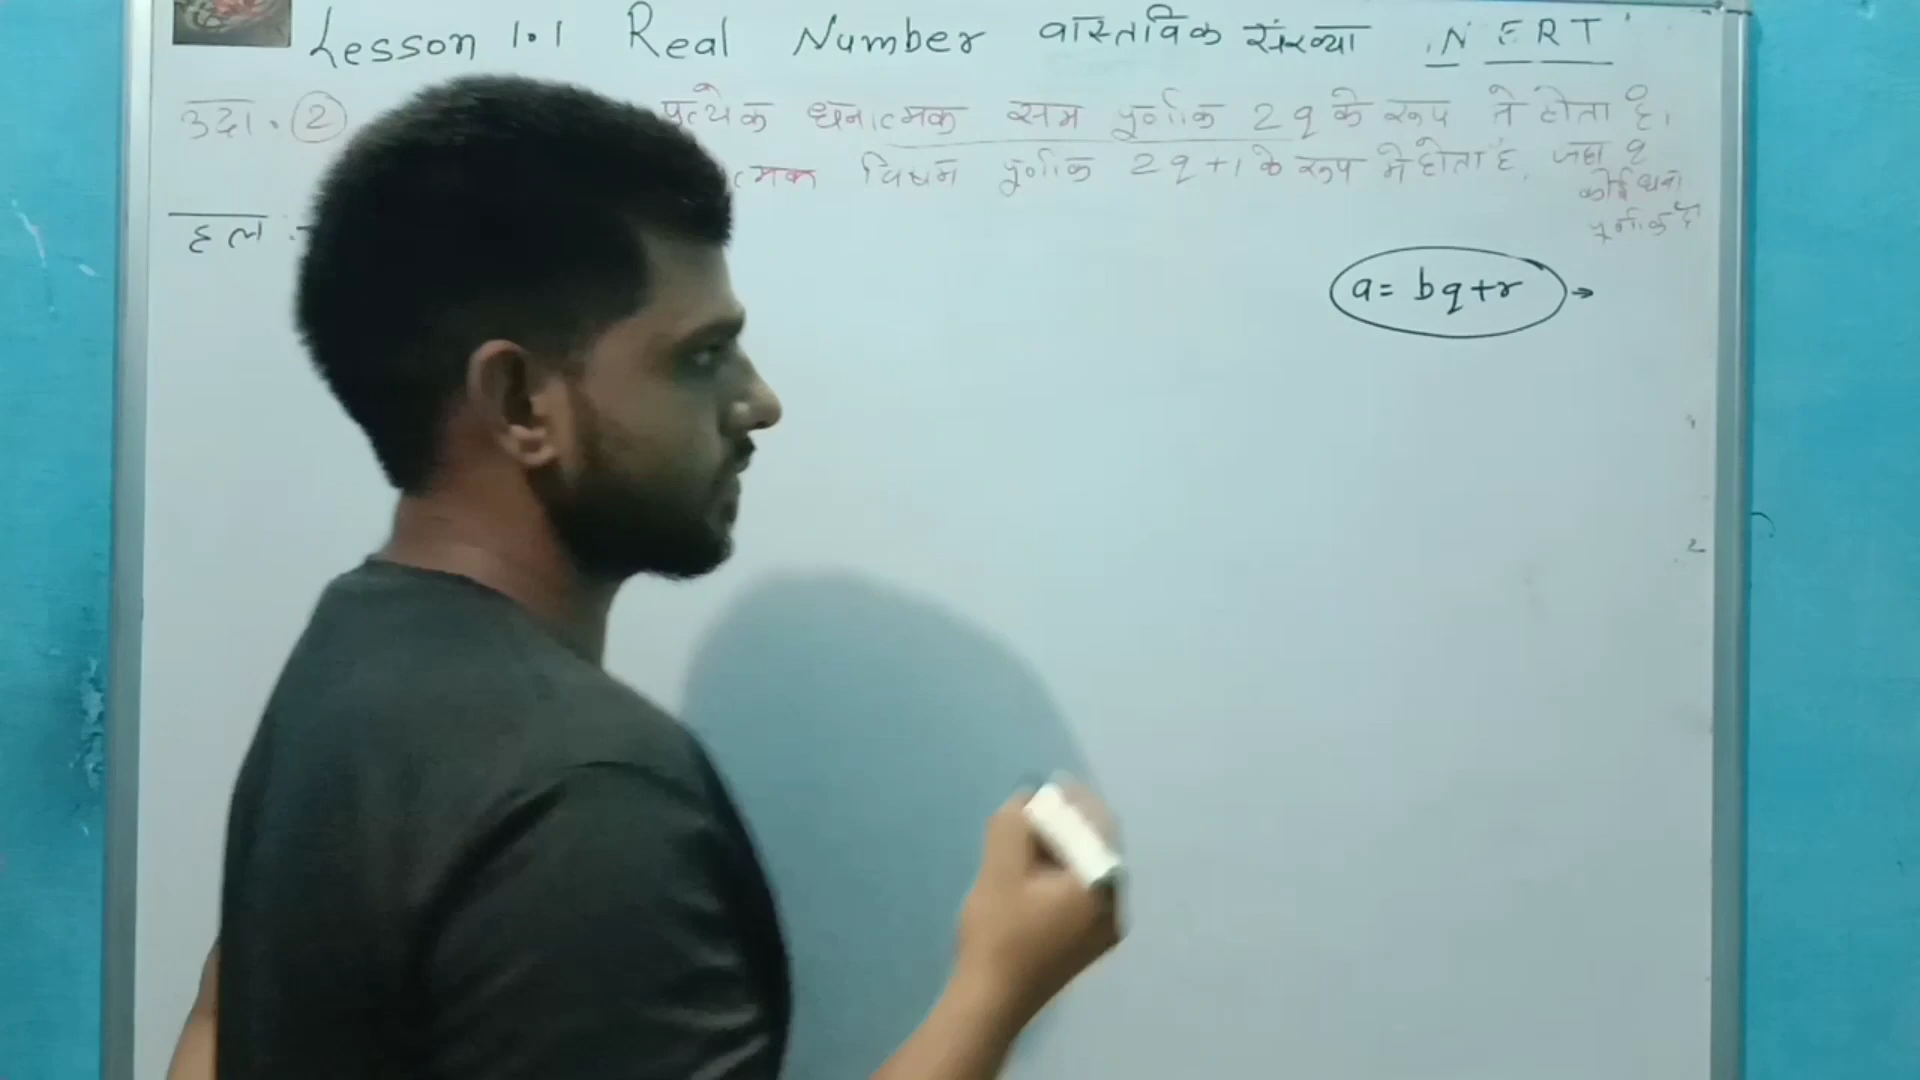 Lesson 1.1 Real Number वास्तविक संख्या NERT
उदा. 2 प्रत्येक धनात्मक सम पूर्णांक 2q के रूप ने होता है।
त्मक विषम पूर्णांक 2q+1 के रूप मे होता है, जहा q
कोई धना
पूर्णांक है
हल :-
a = bq+r →